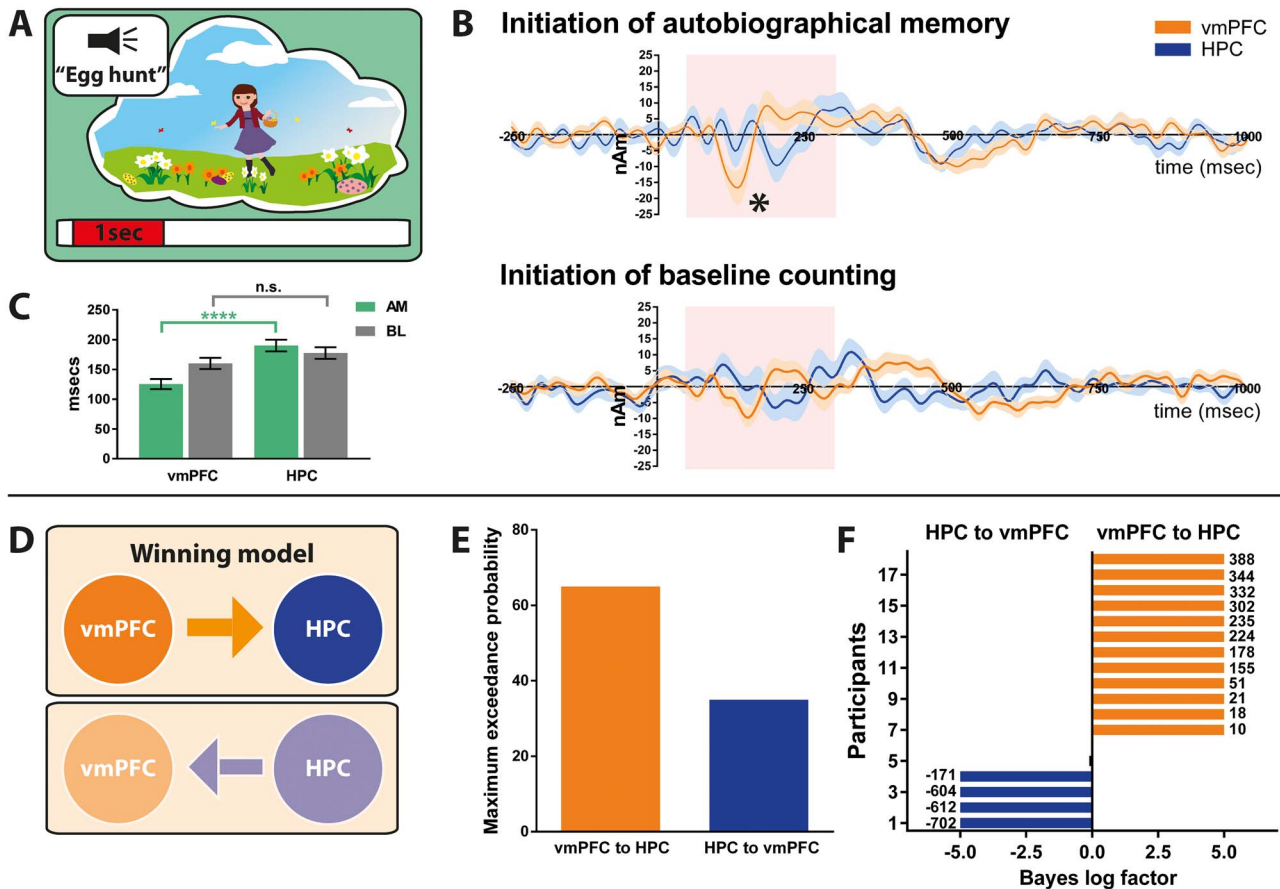 A
"Egg hunt"
1sec
B
Initiation of autobiographical memory
vmPFC
HPC
nAm
25
20
15
10
5
0
-5
-10
-15
-20
-25
-250
250
500
750
1000
time (msec)
*
Initiation of baseline counting
nAm
25
20
15
10
5
0
-5
-10
-15
-20
-25
-250
250
500
750
1000
time (msec)
C
n.s.
****
AM
BL
msecs
250
200
150
100
50
0
vmPFC HPC
D
Winning model
vmPFC HPC
vmPFC HPC
E
Maximum exceedance probability
80
60
40
20
0
vmPFC to HPC HPC to vmPFC
F
HPC to vmPFC vmPFC to HPC
Participants
17
15
13
11
9
7
5
3
1
388
344
332
302
235
224
178
155
51
21
18
10
-171
-604
-612
-702
-5.0 -2.5 0.0 2.5 5.0
Bayes log factor